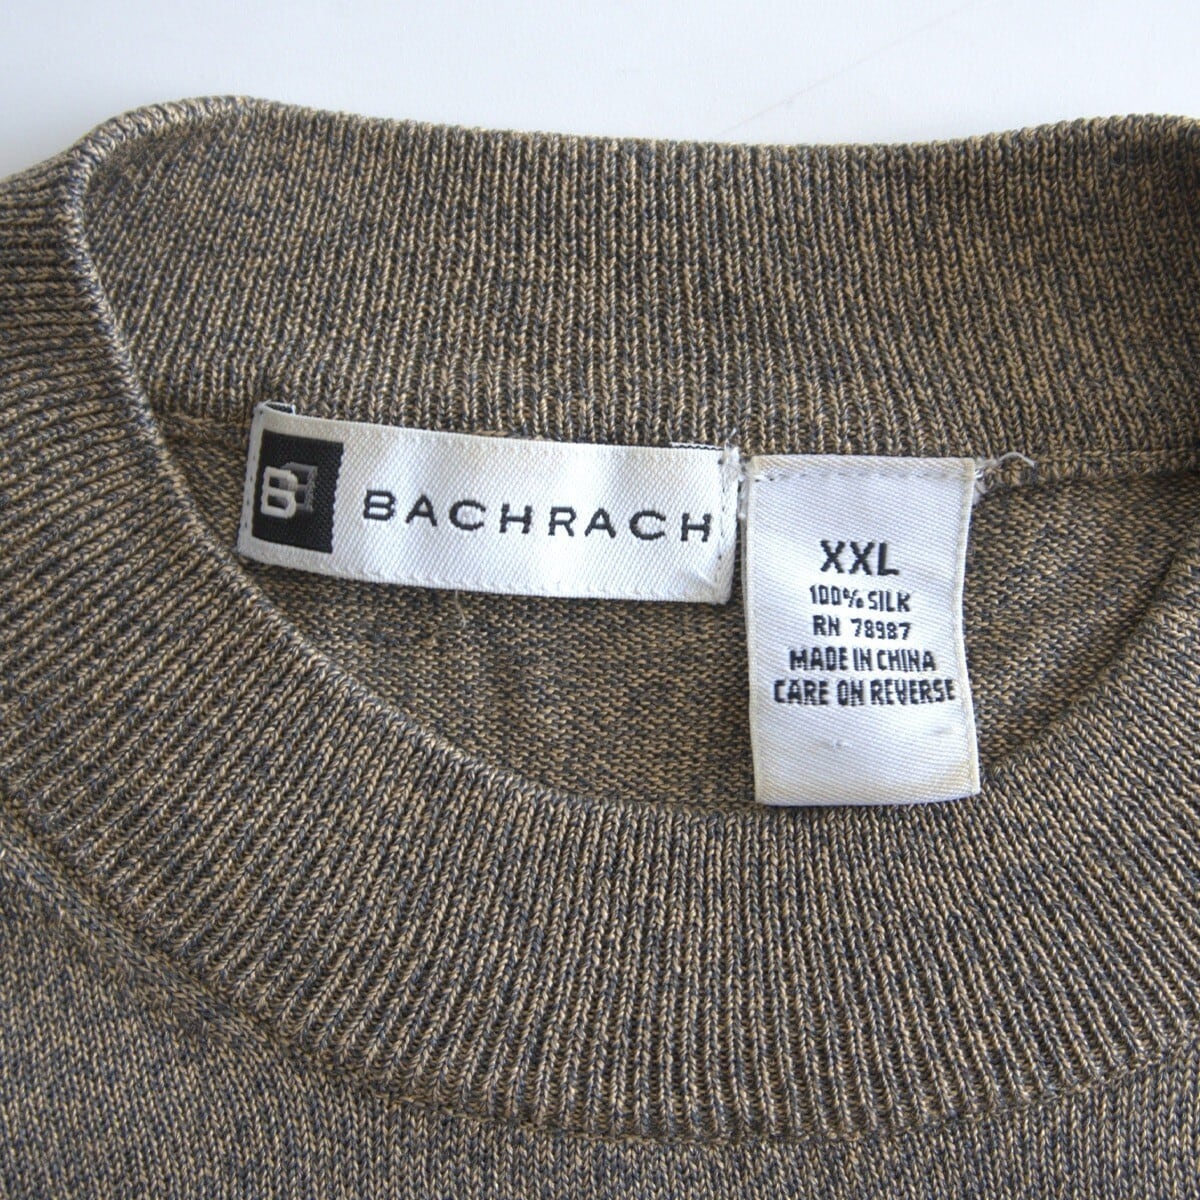 B
BACHRACH
XXL
100% SILK
RN 78987
MADE IN CHINA
CARE ON REVERSE